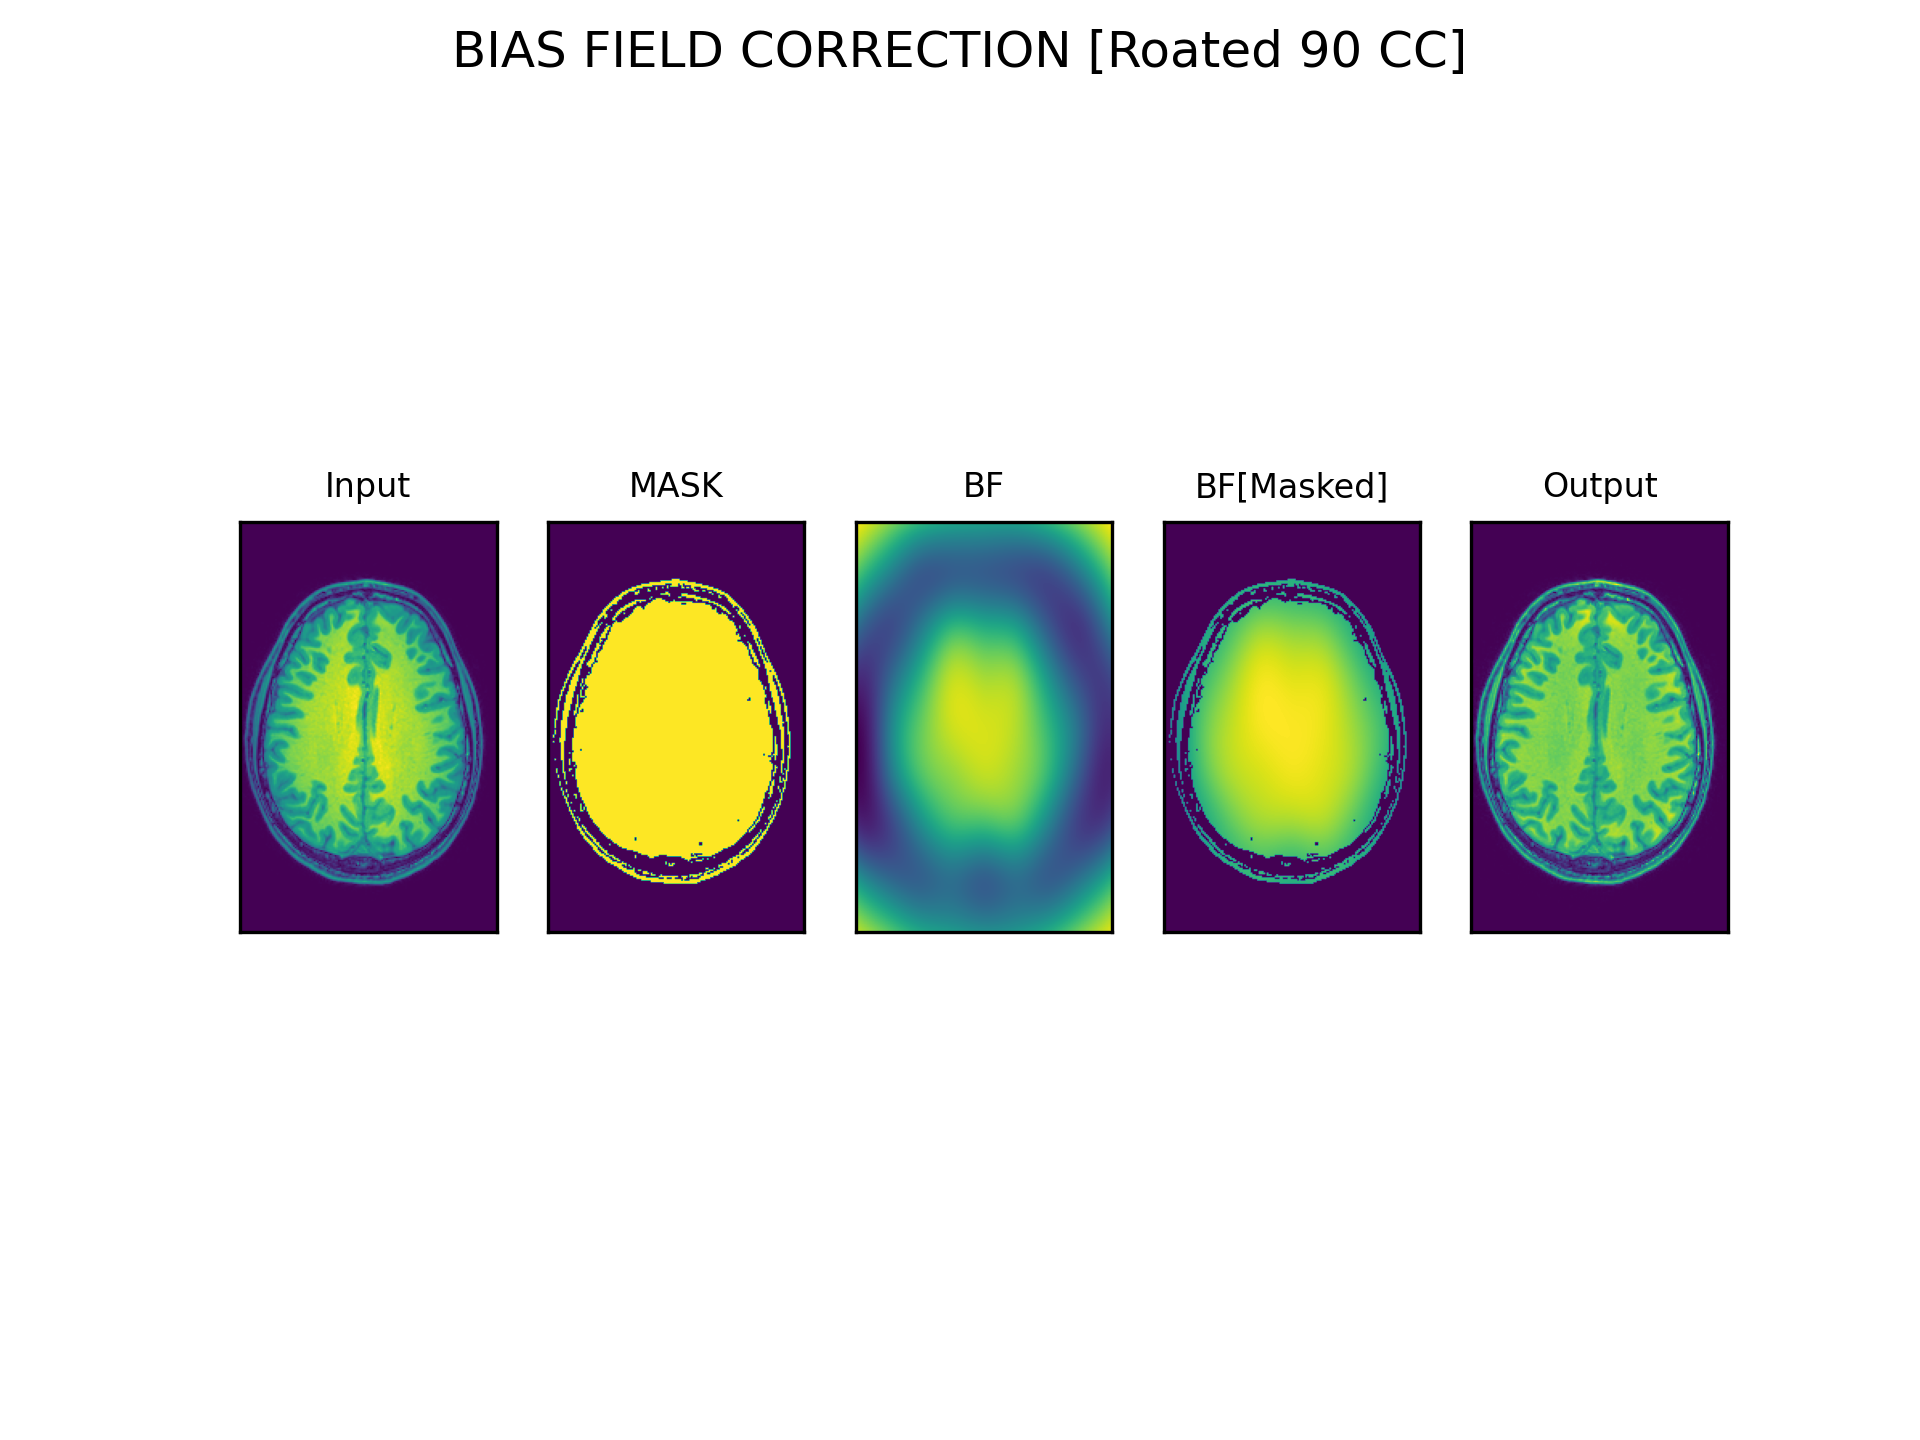 BIAS FIELD CORRECTION [Roated 90 CC]
Input
MASK
BF
BF[Masked]
Output